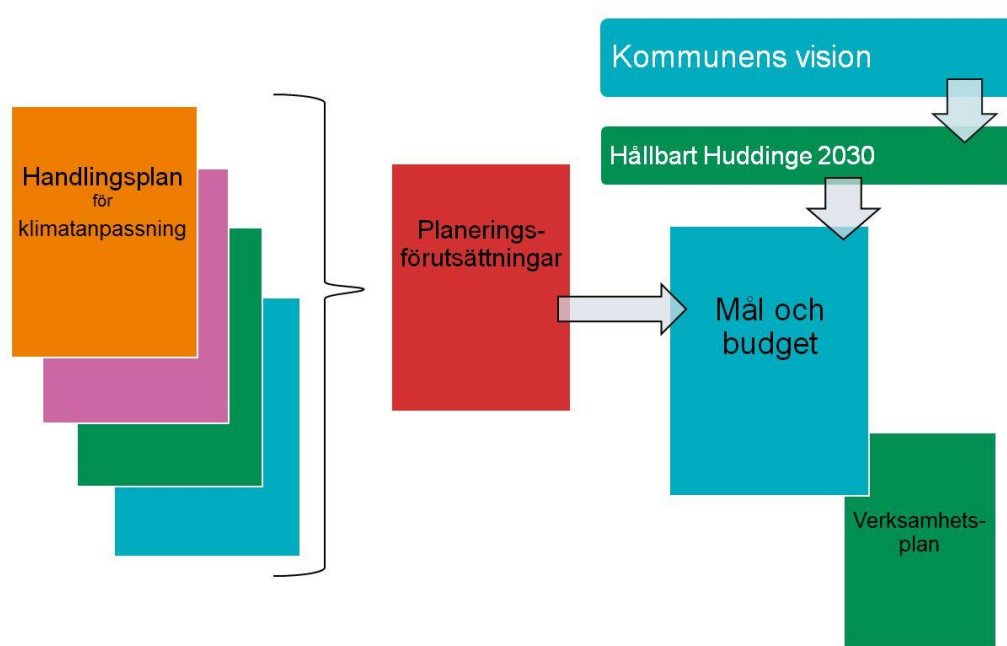 Kommunens vision
Hållbart Huddinge 2030
Handlingsplan
för
klimatanpassning
Planerings-
förutsättningar
Mål och
budget
Verksamhets-
plan